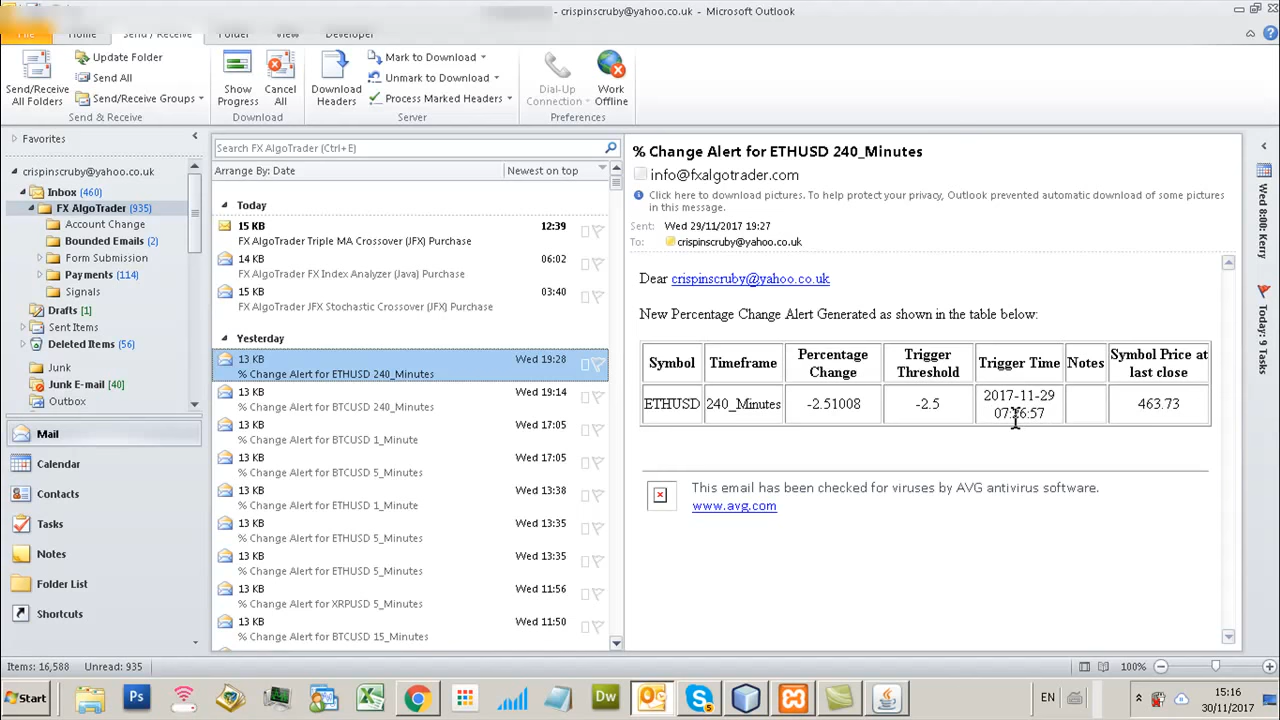 - crispinscruby@yahoo.co.uk - Microsoft Outlook
File Home Send / Receive Folder View Developer
Send/Receive All Folders
Update Folder
Send All
Send/Receive Groups
Send & Receive
Show Progress
Cancel All
Download
Download Headers
Mark to Download
Unmark to Download
Process Marked Headers
Server
Dial-Up Connection
Work Offline
Preferences
Favorites
crispinscruby@yahoo.co.uk
Inbox (460)
FX AlgoTrader (935)
Account Change
Bounded Emails (2)
Form Submission
Payments (114)
Signals
Drafts [1]
Sent Items
Deleted Items (56)
Junk
Junk E-mail [40]
Outbox
Mail
Calendar
Contacts
Tasks
Notes
Folder List
Shortcuts
Search FX AlgoTrader (Ctrl+E)
Arrange By: Date Newest on top
Today
15 KB 12:39
FX AlgoTrader Triple MA Crossover (JFX) Purchase
14 KB 06:02
FX AlgoTrader FX Index Analyzer (Java) Purchase
15 KB 03:40
FX AlgoTrader JFX Stochastic Crossover (JFX) Purchase
Yesterday
13 KB Wed 19:28
% Change Alert for ETHUSD 240_Minutes
13 KB Wed 19:14
% Change Alert for BTCUSD 240_Minutes
13 KB Wed 17:05
% Change Alert for BTCUSD 1_Minute
13 KB Wed 17:05
% Change Alert for BTCUSD 5_Minutes
13 KB Wed 13:38
% Change Alert for ETHUSD 1_Minute
13 KB Wed 13:35
% Change Alert for ETHUSD 5_Minutes
13 KB Wed 13:35
% Change Alert for ETHUSD 5_Minutes
13 KB Wed 11:56
% Change Alert for XRPUSD 5_Minutes
13 KB Wed 11:50
% Change Alert for BTCUSD 15_Minutes
% Change Alert for ETHUSD 240_Minutes
info@fxalgotrader.com
Click here to download pictures. To help protect your privacy, Outlook prevented automatic download of some pictures
in this message.
Sent: Wed 29/11/2017 19:27
To: crispinscruby@yahoo.co.uk
Dear crispinscruby@yahoo.co.uk
New Percentage Change Alert Generated as shown in the table below:
Symbol Timeframe Percentage Change Trigger Threshold Trigger Time Notes Symbol Price at last close
ETHUSD 240_Minutes -2.51008 -2.5 2017-11-29 463.73
This email has been checked for viruses by AVG antivirus software.
www.avg.com
Wed 8:00: kerry
Today: 9 Tasks
Items: 16,588 Unread: 935
100%
Start
Ps
Dw
EN
15:16
30/11/2017